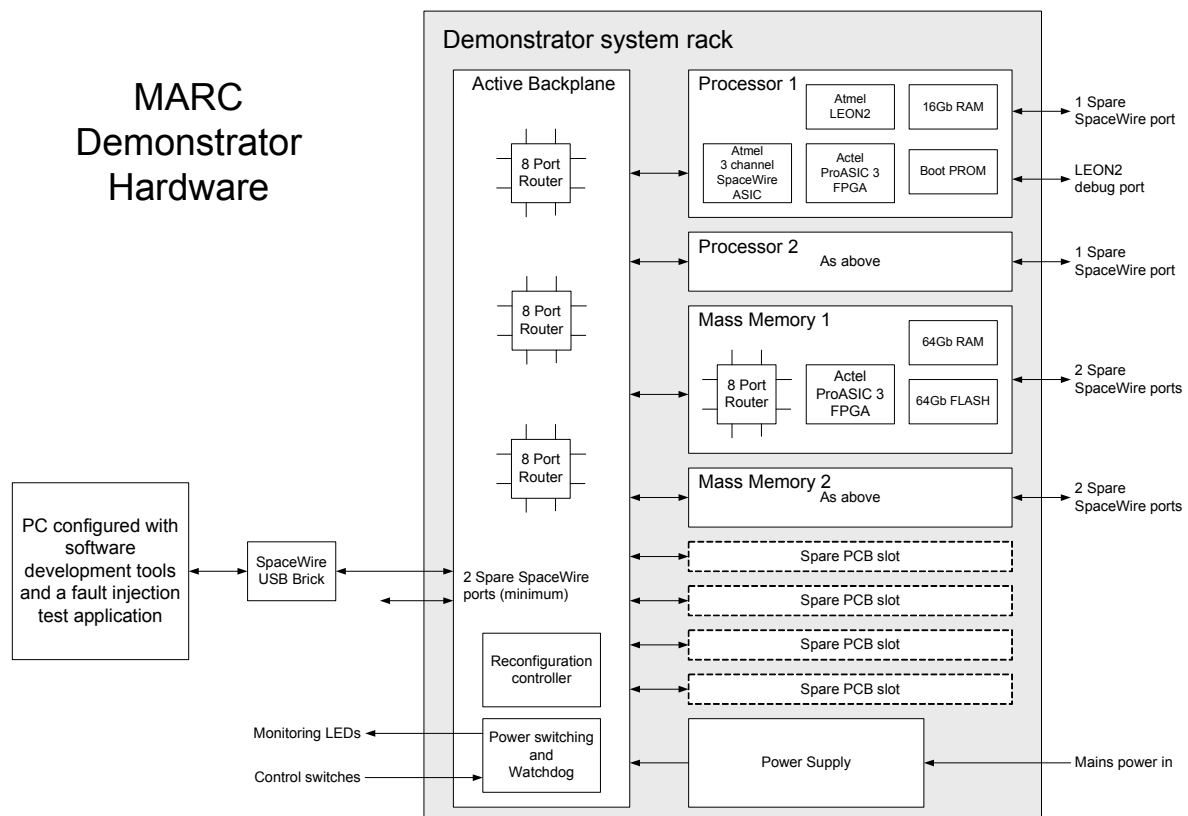 MARC
Demonstrator
Hardware
Demonstrator system rack
Active Backplane
8 Port
Router
8 Port
Router
8 Port
Router
2 Spare SpaceWire
ports (minimum)
Reconfiguration
controller
Power switching
and
Watchdog
Processor 1
Atmel
LEON2
16Gb RAM
Atmel
3 channel
SpaceWire
ASIC
Actel
ProASIC 3
FPGA
Boot PROM
1 Spare
SpaceWire port
LEON2
debug port
Processor 2
As above
1 Spare
SpaceWire port
Mass Memory 1
64Gb RAM
8 Port
Router
Actel
ProASIC 3
FPGA
64Gb FLASH
2 Spare
SpaceWire ports
Mass Memory 2
As above
2 Spare
SpaceWire ports
Spare PCB slot
Spare PCB slot
Spare PCB slot
Spare PCB slot
Power Supply
Mains power in
PC configured with
software
development tools
and a fault injection
test application
SpaceWire
USB Brick
Monitoring LEDs
Control switches